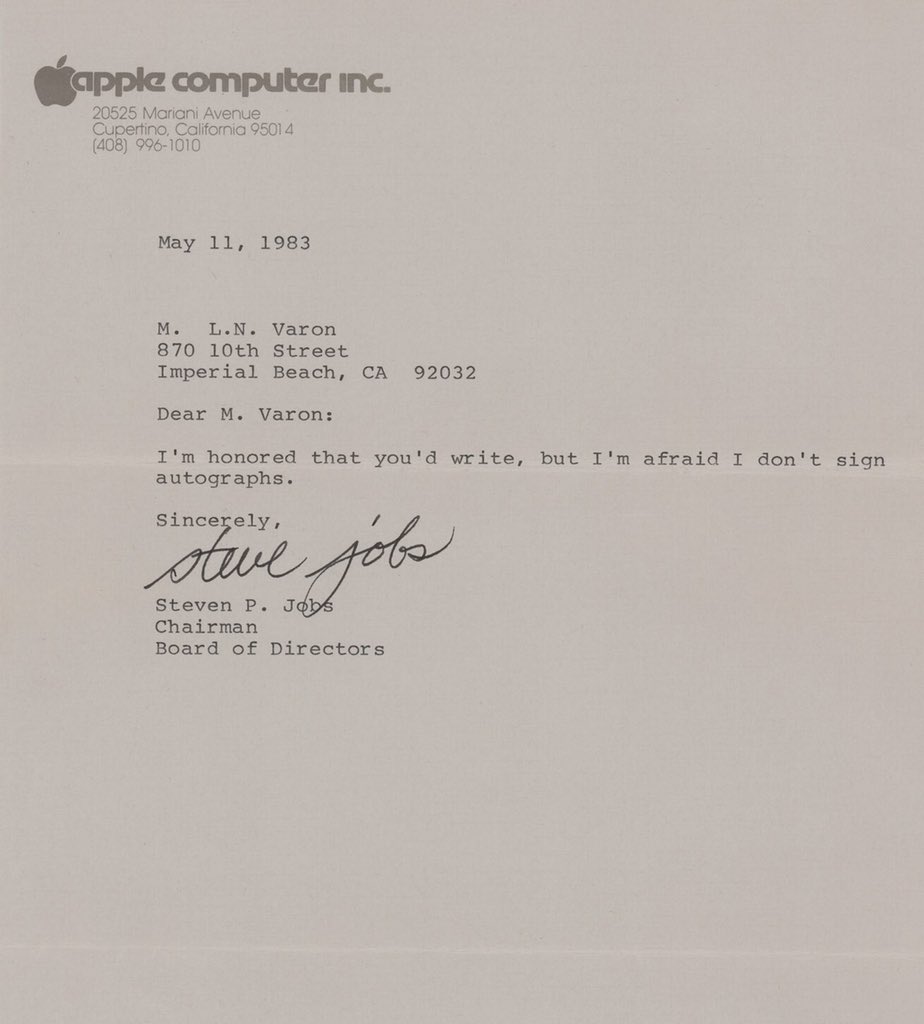 apple computer inc.
20525 Mariani Avenue
Cupertino, California 95014
(408) 996-1010
May 11, 1983
M.  L.N. Varon
870 10th Street
Imperial Beach, CA  92032
Dear M. Varon:
I'm honored that you'd write, but I'm afraid I don't sign
autographs.
Sincerely,
steve jobs
Steven P. Jobs
Chairman
Board of Directors